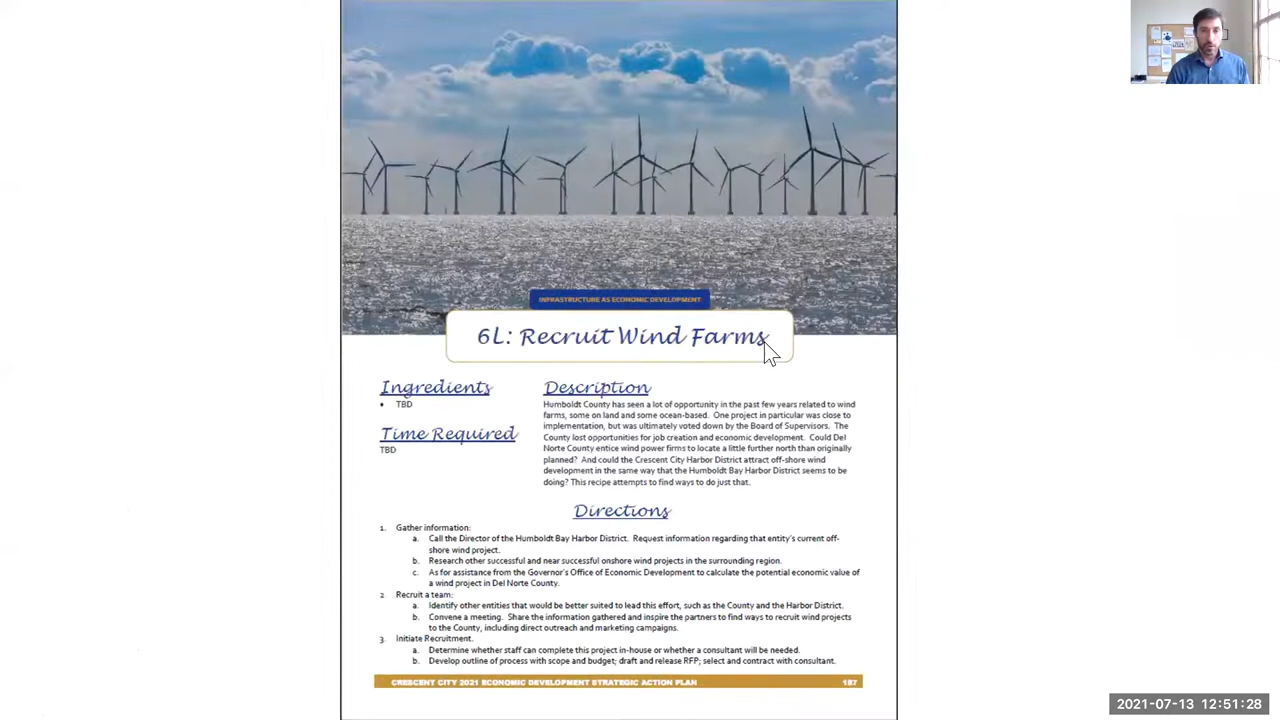 INFRASTRUCTURE AS ECONOMIC DEVELOPMENT
6L: Recruit Wind Farms
Ingredients
• TBD
Time Required
TBD
Description
Humboldt County has seen a lot of opportunity in the past few years related to wind
farms, some on land and some ocean-based. One project in particular was close to
implementation, but was ultimately voted down by the Board of Supervisors. The
County lost opportunities for job creation and economic development. Could Del
Norte County entice wind power firms to locate a little further north than originally
planned? And could the Crescent City Harbor District attract off-shore wind
development in the same way that the Humboldt Bay Harbor District seems to be
doing? This recipe attempts to find ways to do just that.
Directions
1. Gather information:
a. Call the Director of the Humboldt Bay Harbor District. Request information regarding that entity's current off-
shore wind project.
b. Research other successful and near successful onshore wind projects in the surrounding region.
c. As for assistance from the Governor's Office of Economic Development to calculate the potential economic value of
a wind project in Del Norte County.
2. Recruit a team:
a. Identify other entities that would be better suited to lead this effort, such as the County and the Harbor District.
b. Convene a meeting. Share the information gathered and inspire the partners to find ways to recruit wind projects
to the County, including direct outreach and marketing campaigns.
3. Initiate Recruitment.
a. Determine whether staff can complete this project in-house or whether a consultant will be needed.
b. Develop outline of process with scope and budget; draft and release RFP; select and contract with consultant.
CRESCENT CITY 2021 ECONOMIC DEVELOPMENT STRATEGIC ACTION PLAN 187
2021-07-13 12:51:28